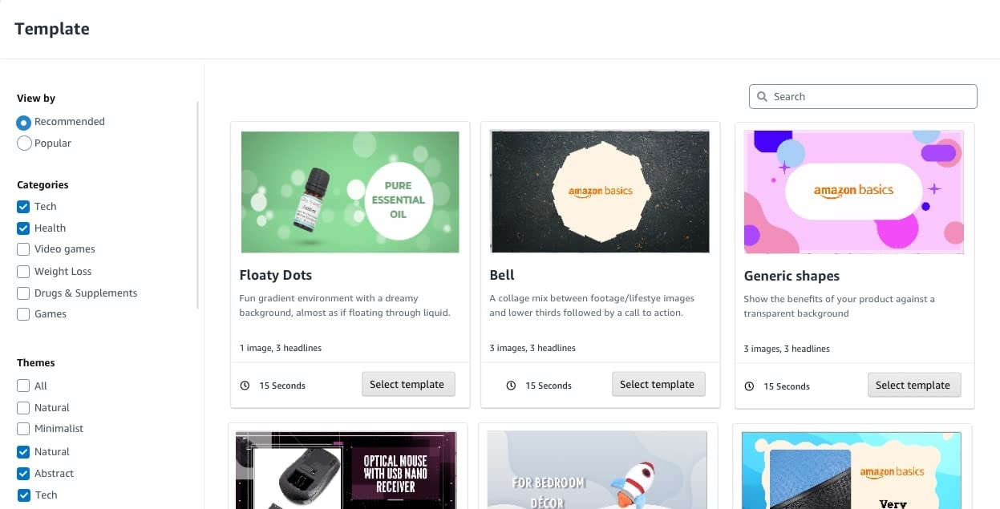 Template
View by
Recommended
Popular
Categories
Tech
Health
Video games
Weight Loss
Drugs & Supplements
Games
Themes
All
Natural
Minimalist
Natural
Abstract
Tech
Search
PURE
ESSENTIAL
OIL
Floaty Dots
Fun gradient environment with a dreamy
background, almost as if floating through liquid.
1 image, 3 headlines
15 Seconds
Select template
amazon basics
Bell
A collage mix between footage/lifestye images
and lower thirds followed by a call to action.
3 images, 3 headlines
15 Seconds
Select template
amazon basics
Generic shapes
Show the benefits of your product against a
transparent background
3 images, 3 headlines
15 Seconds
Select template
OPTICAL MOUSE
WITH USB NANO
RECEIVER
FOR BEDROOM
DÉCOR
amazon basics
Very